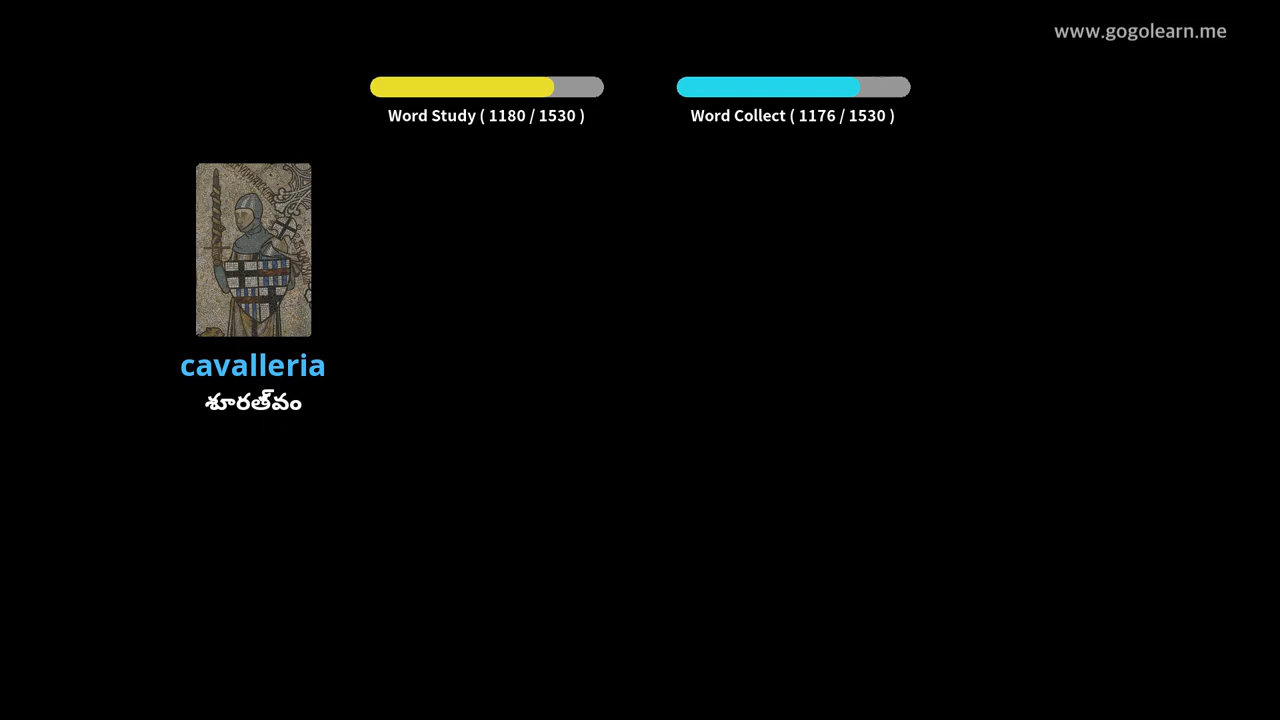 www.gogolearn.me
Word Study ( 1180 / 1530 )
Word Collect ( 1176 / 1530 )
cavalleria
శూరత్‌వం